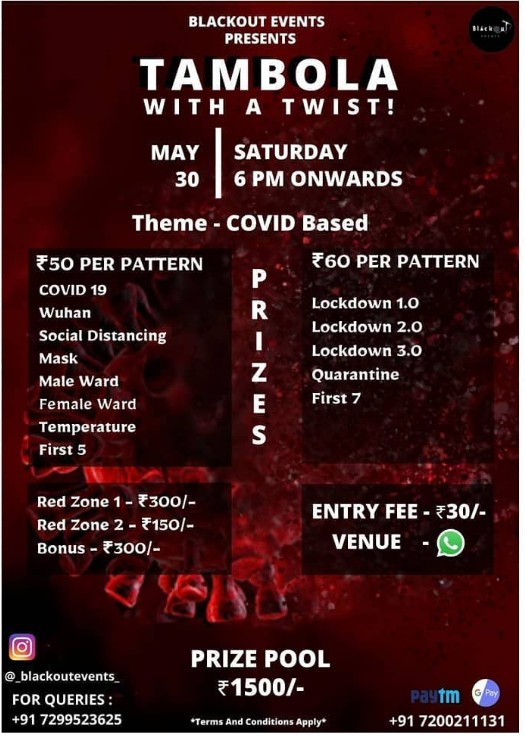 BLACKOUT EVENTS
PRESENTS
BLACKOUT
EVENTS
TAMBOLA
WITH A TWIST!
MAY
30
SATURDAY
6 PM ONWARDS
Theme - COVID Based
₹50 PER PATTERN
COVID 19
Wuhan
Social Distancing
Mask
Male Ward
Female Ward
Temperature
First 5
PRIZES
₹60 PER PATTERN
Lockdown 1.0
Lockdown 2.0
Lockdown 3.0
Quarantine
First 7
Red Zone 1 - ₹300/-
Red Zone 2 - ₹150/-
Bonus - ₹300/-
ENTRY FEE - ₹30/-
VENUE -
@_blackoutevents_
FOR QUERIES :
+91 7299523625
PRIZE POOL
₹1500/-
*Terms And Conditions Apply*
paytm
G Pay
+91 7200211131